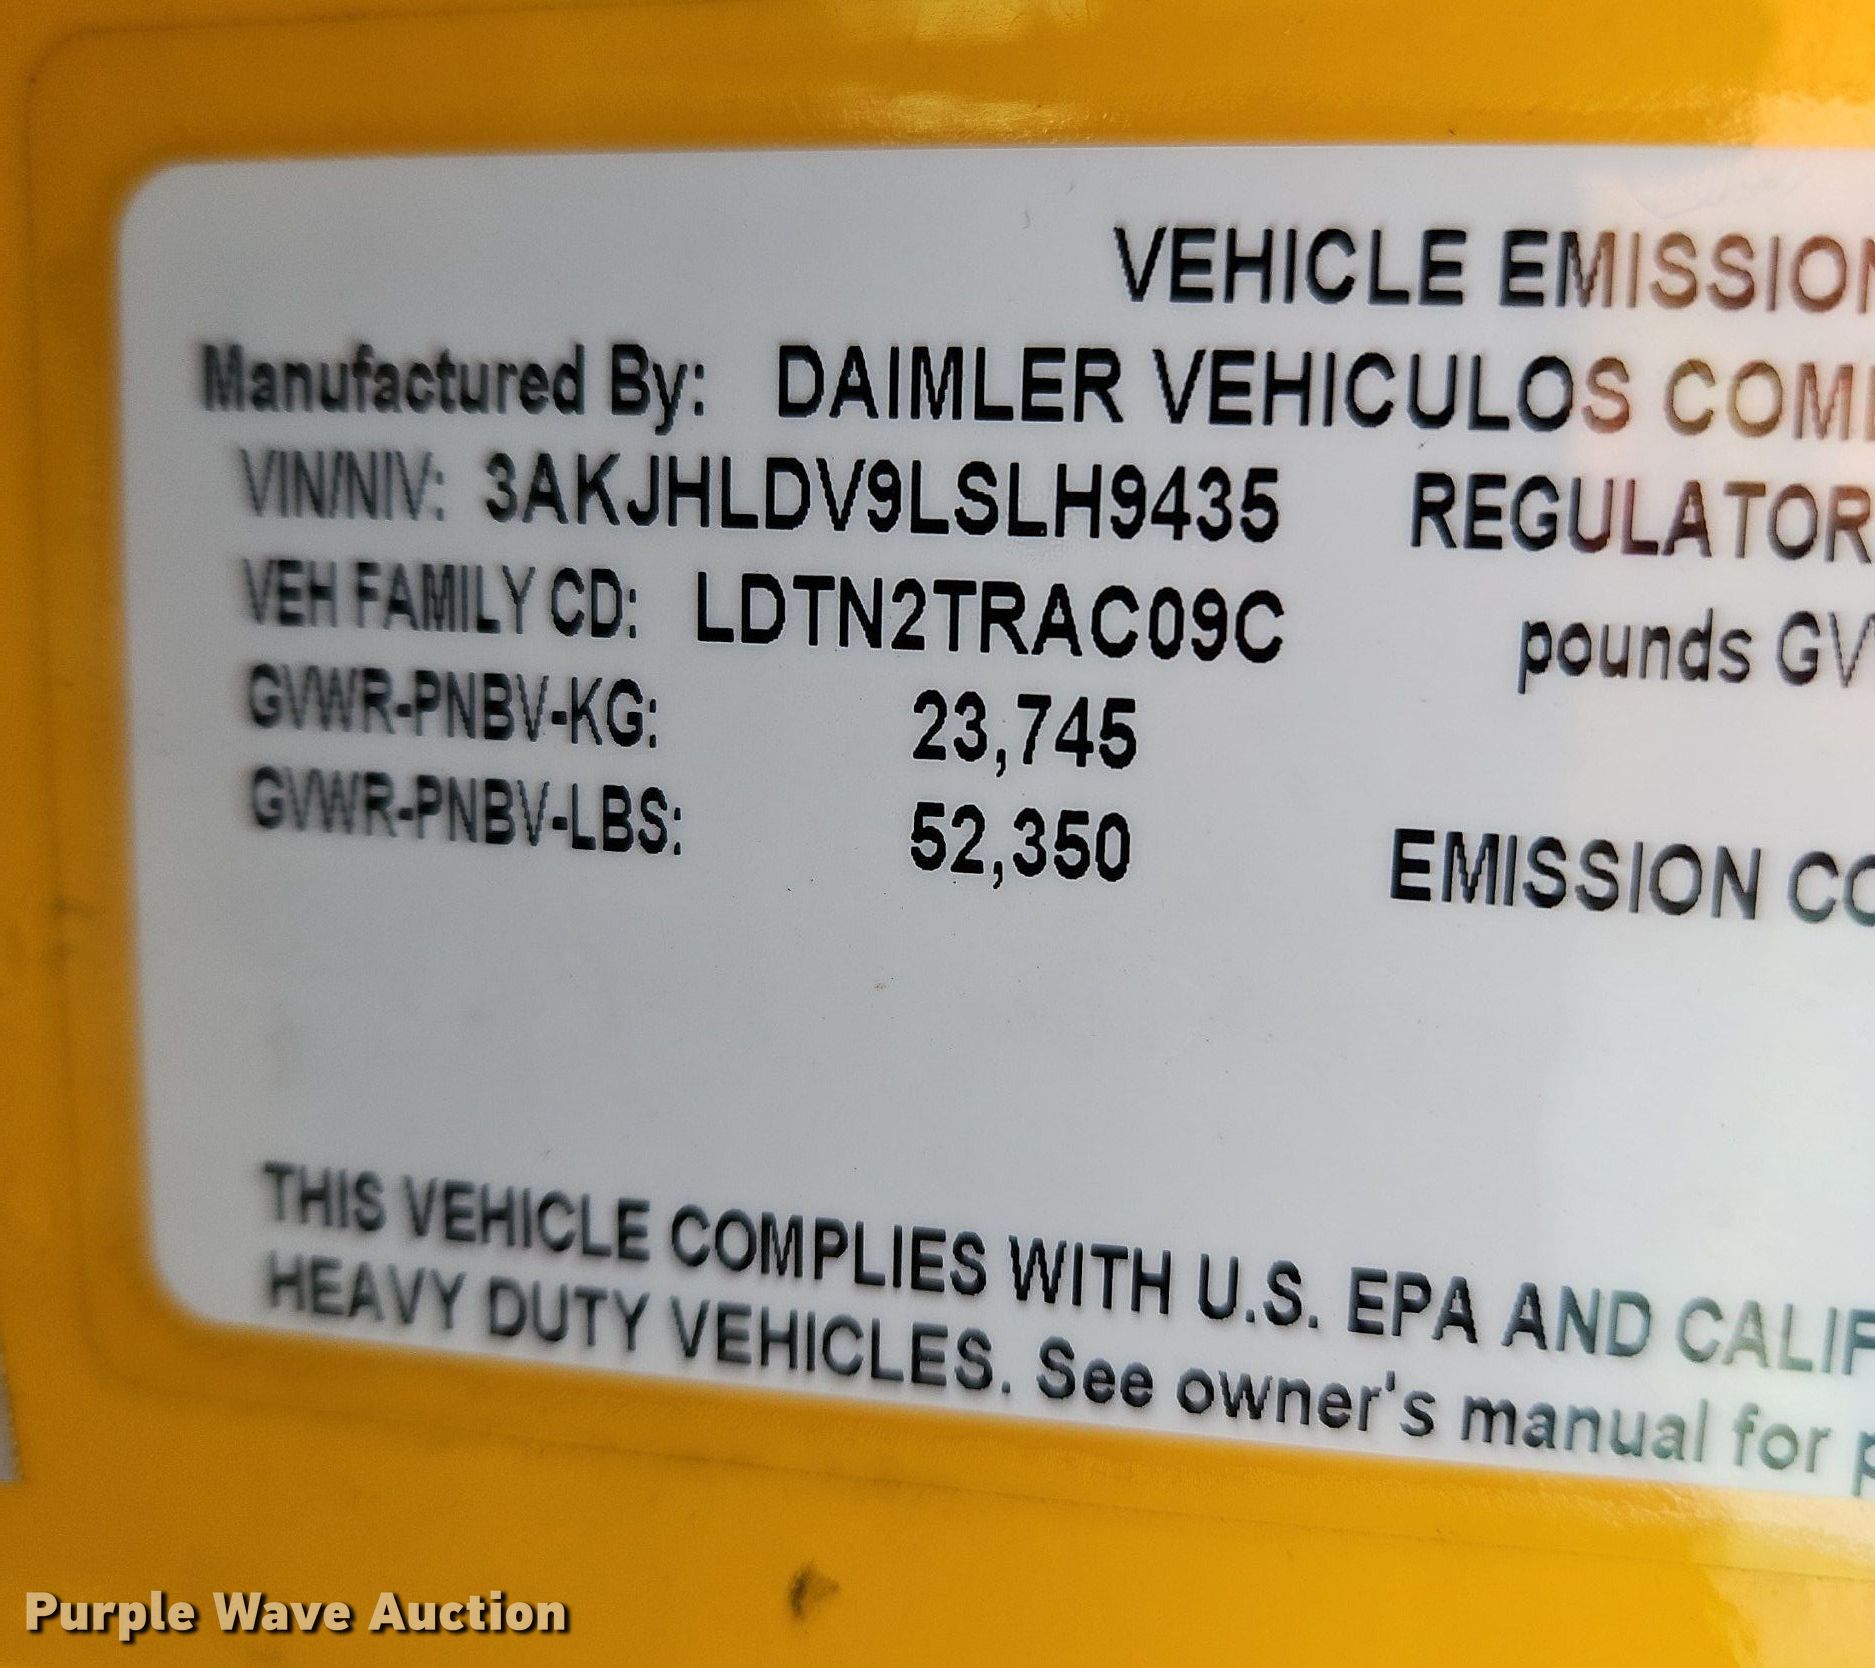 VEHICLE EMISSION
Manufactured By: DAIMLER VEHICULOS COM
VIN/NIV: 3AKJHLDV9LSLH9435 REGULATOR
VEH FAMILY CD: LDTN2TRAC09C pounds GV
GVWR-PNBV-KG: 23,745
GVWR-PNBV-LBS: 52,350 EMISSION CO
THIS VEHICLE COMPLIES WITH U.S. EPA AND CALIF
HEAVY DUTY VEHICLES. See owner's manual for p
Purple Wave Auction